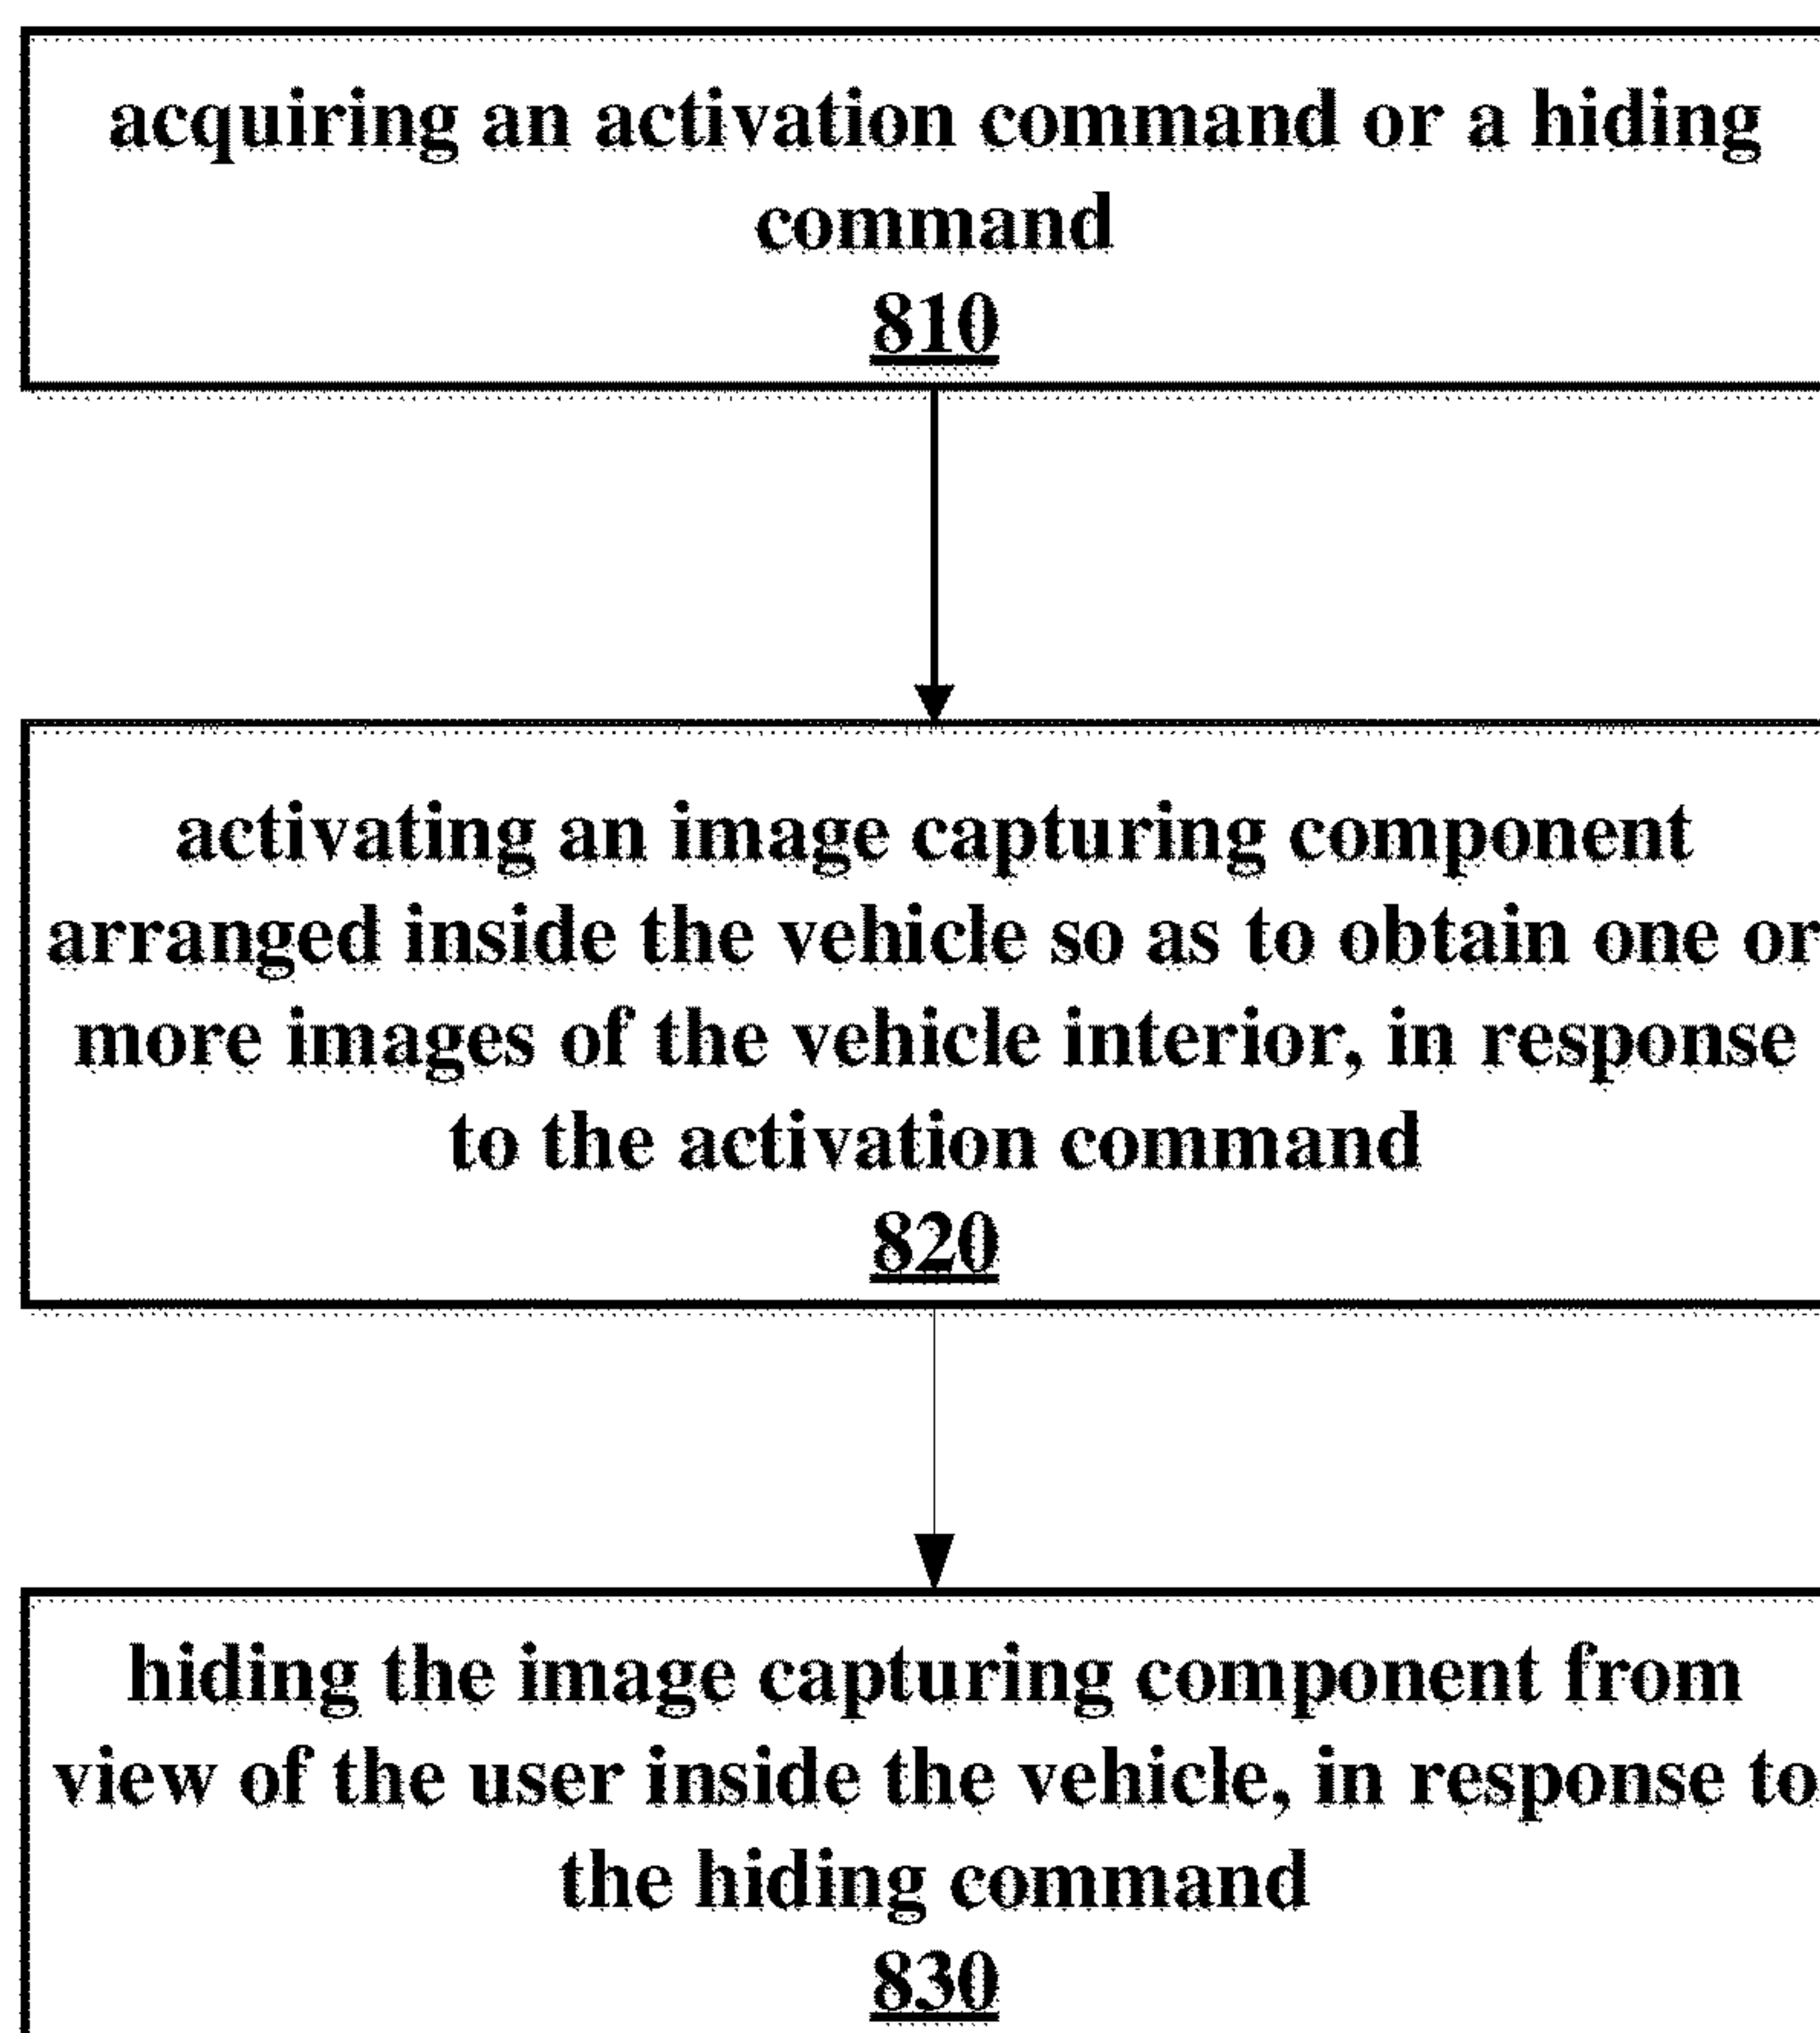 acquiring an activation command or a hiding
command
810
activating an image capturing component
arranged inside the vehicle so as to obtain one or
more images of the vehicle interior, in response
to the activation command
820
hiding the image capturing component from
view of the user inside the vehicle, in response to
the hiding command
830